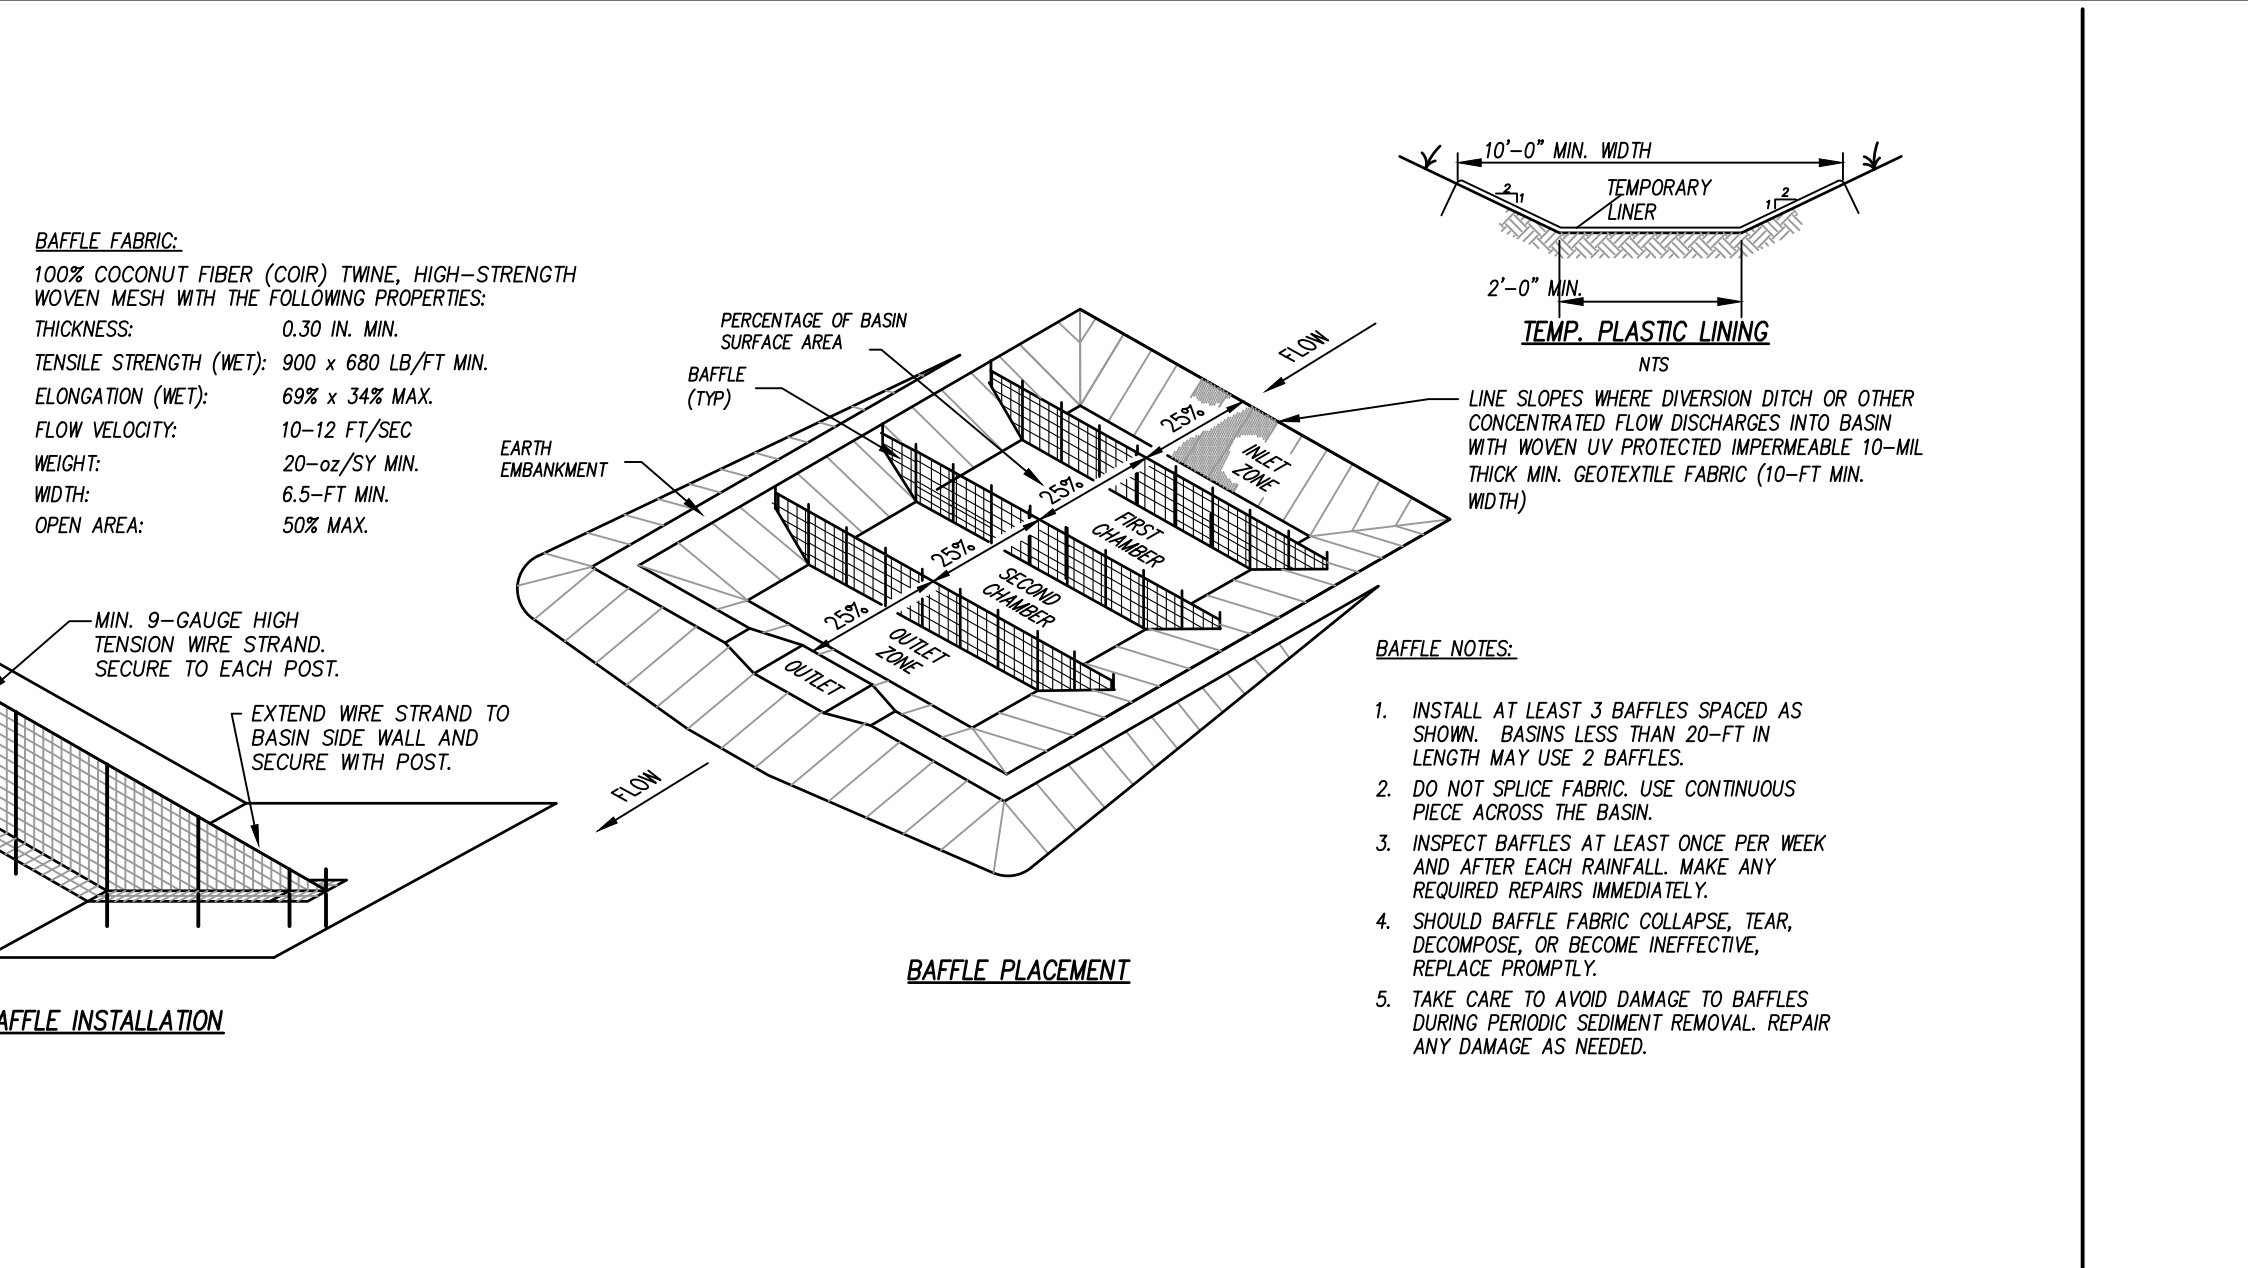 BAFFLE FABRIC:
100% COCONUT FIBER (COIR) TWINE, HIGH-STRENGTH
WOVEN MESH WITH THE FOLLOWING PROPERTIES:
THICKNESS: 0.30 IN. MIN.
TENSILE STRENGTH (WET): 900 x 680 LB/FT MIN.
ELONGATION (WET): 69% x 34% MAX.
FLOW VELOCITY: 10-12 FT/SEC
WEIGHT: 20-oz/SY MIN.
WIDTH: 6.5-FT MIN.
OPEN AREA: 50% MAX.
MIN. 9-GAUGE HIGH
TENSION WIRE STRAND.
SECURE TO EACH POST.
EXTEND WIRE STRAND TO
BASIN SIDE WALL AND
SECURE WITH POST.
AFFLE INSTALLATION
PERCENTAGE OF BASIN
SURFACE AREA
BAFFLE
(TYP)
EARTH
EMBANKMENT
FLOW
25%
25%
25%
25%
INLET
ZONE
FIRST
CHAMBER
SECOND
CHAMBER
OUTLET
ZONE
OUTLET
FLOW
BAFFLE PLACEMENT
10'-0" MIN. WIDTH
2
1
TEMPORARY
LINER
2
1
2'-0" MIN.
TEMP. PLASTIC LINING
NTS
LINE SLOPES WHERE DIVERSION DITCH OR OTHER
CONCENTRATED FLOW DISCHARGES INTO BASIN
WITH WOVEN UV PROTECTED IMPERMEABLE 10-MIL
THICK MIN. GEOTEXTILE FABRIC (10-FT MIN.
WIDTH)
BAFFLE NOTES:
1. INSTALL AT LEAST 3 BAFFLES SPACED AS
SHOWN. BASINS LESS THAN 20-FT IN
LENGTH MAY USE 2 BAFFLES.
2. DO NOT SPLICE FABRIC. USE CONTINUOUS
PIECE ACROSS THE BASIN.
3. INSPECT BAFFLES AT LEAST ONCE PER WEEK
AND AFTER EACH RAINFALL. MAKE ANY
REQUIRED REPAIRS IMMEDIATELY.
4. SHOULD BAFFLE FABRIC COLLAPSE, TEAR,
DECOMPOSE, OR BECOME INEFFECTIVE,
REPLACE PROMPTLY.
5. TAKE CARE TO AVOID DAMAGE TO BAFFLES
DURING PERIODIC SEDIMENT REMOVAL. REPAIR
ANY DAMAGE AS NEEDED.